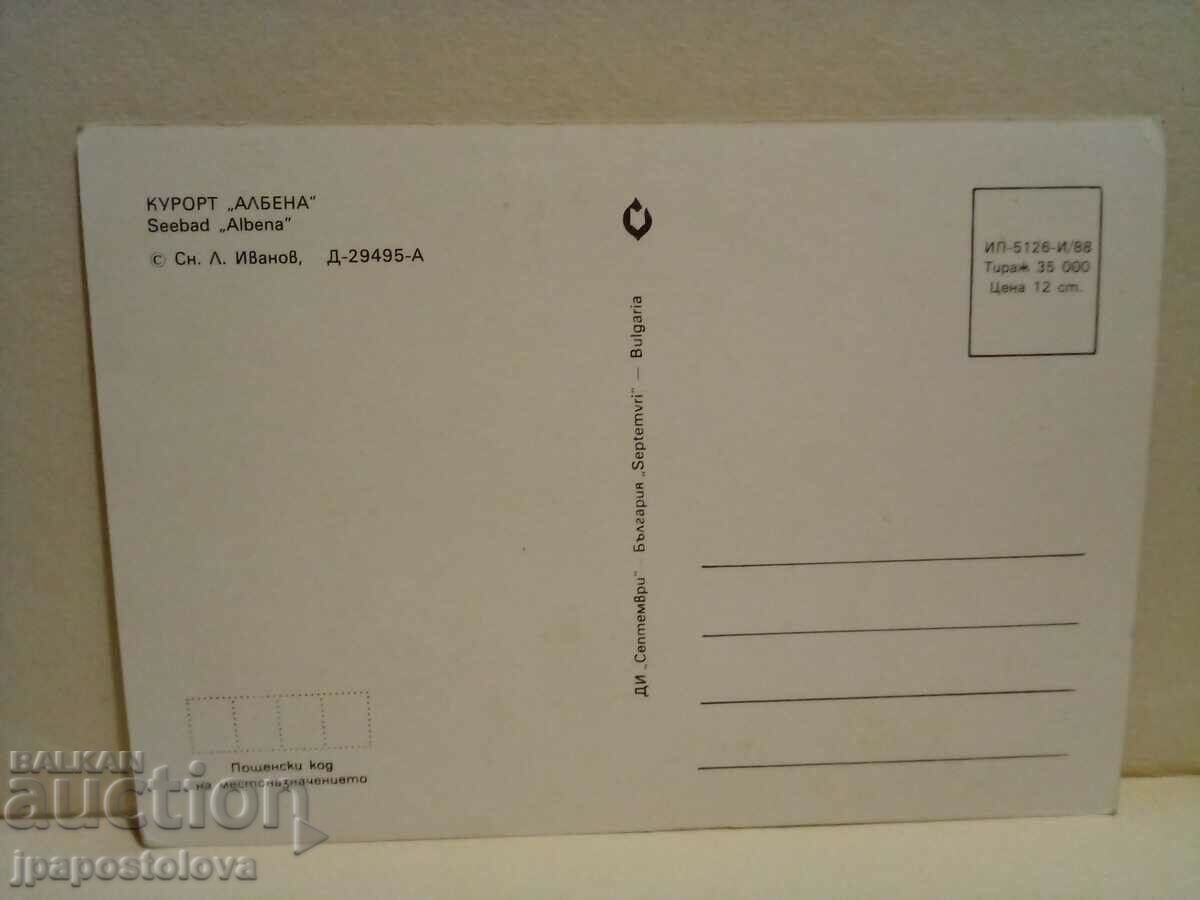 КУРОРТ „АЛБЕНА“
Seebad „Albena“
© Сн. Л. Иванов, Д-29495-А
ДИ „Септември“ България „Septemvri“ — Bulgaria
ИП-5126-И/88
Тираж 35 000
Цена 12 ст.
Пощенски код
на местоназначението
BALKAN
auction
jpapostolova